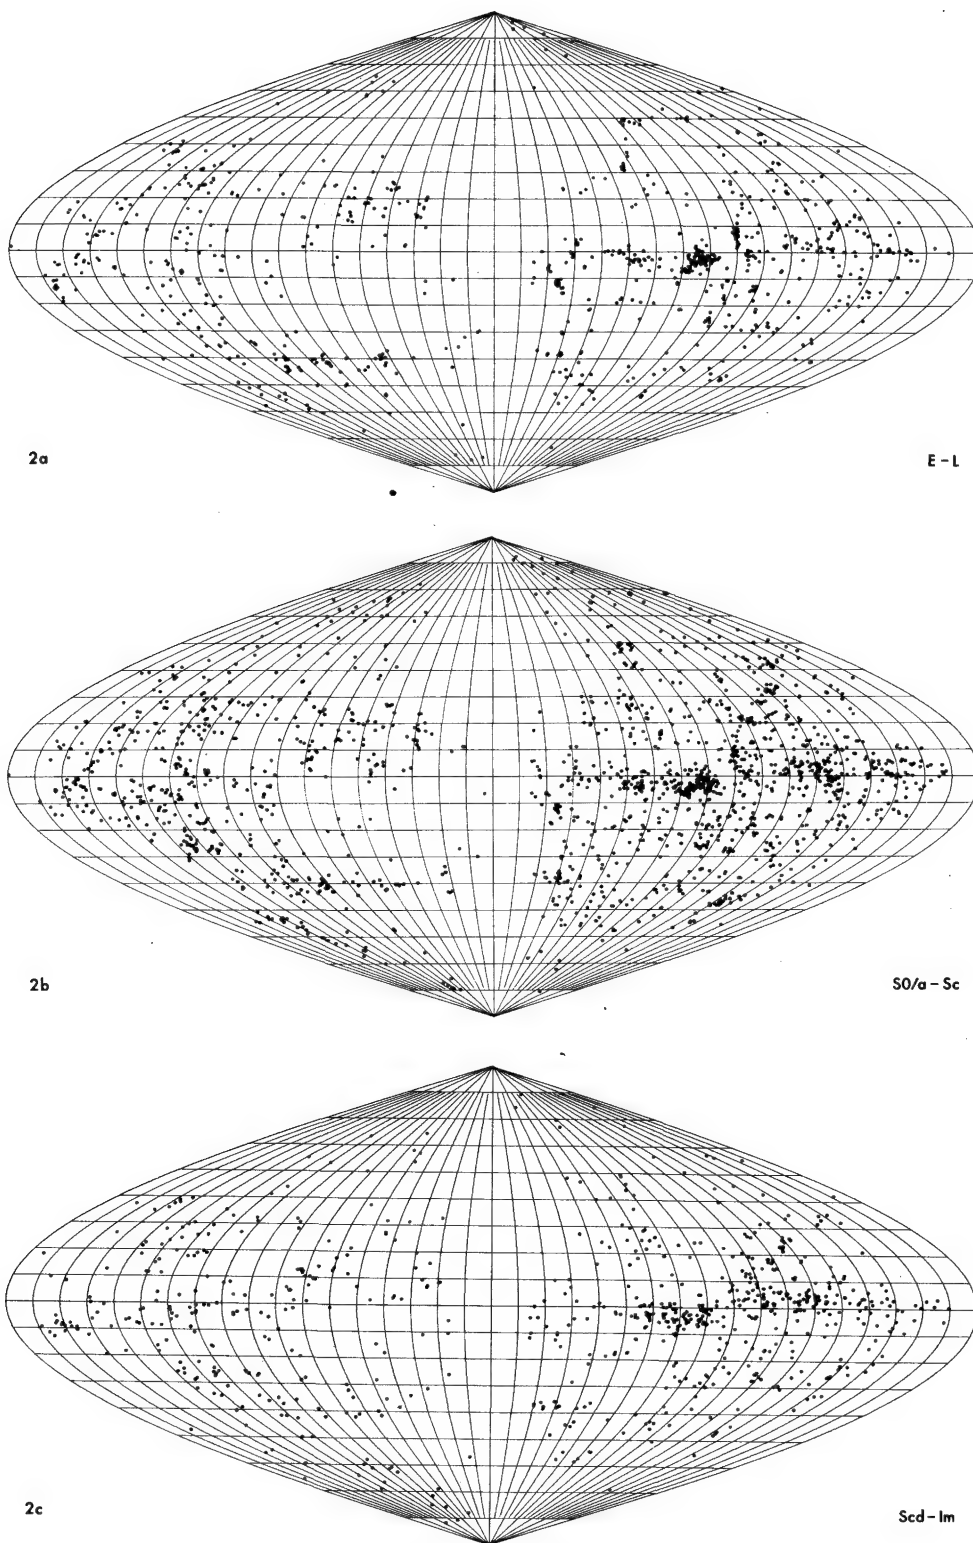 2a
E – L
2b
S0/a – Sc
2c
Scd – Im